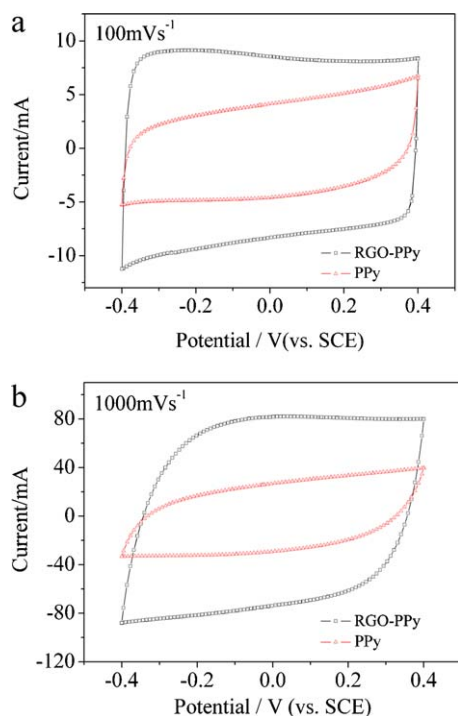 a
100mVs⁻¹
10
5
0
-5
-10
Current/mA
RGO-PPy
PPy
-0.4 -0.2 0.0 0.2 0.4
Potential / V(vs. SCE)
b
1000mVs⁻¹
80
40
0
-40
-80
-120
Current/mA
RGO-PPy
PPy
-0.4 -0.2 0.0 0.2 0.4
Potential / V (vs. SCE)